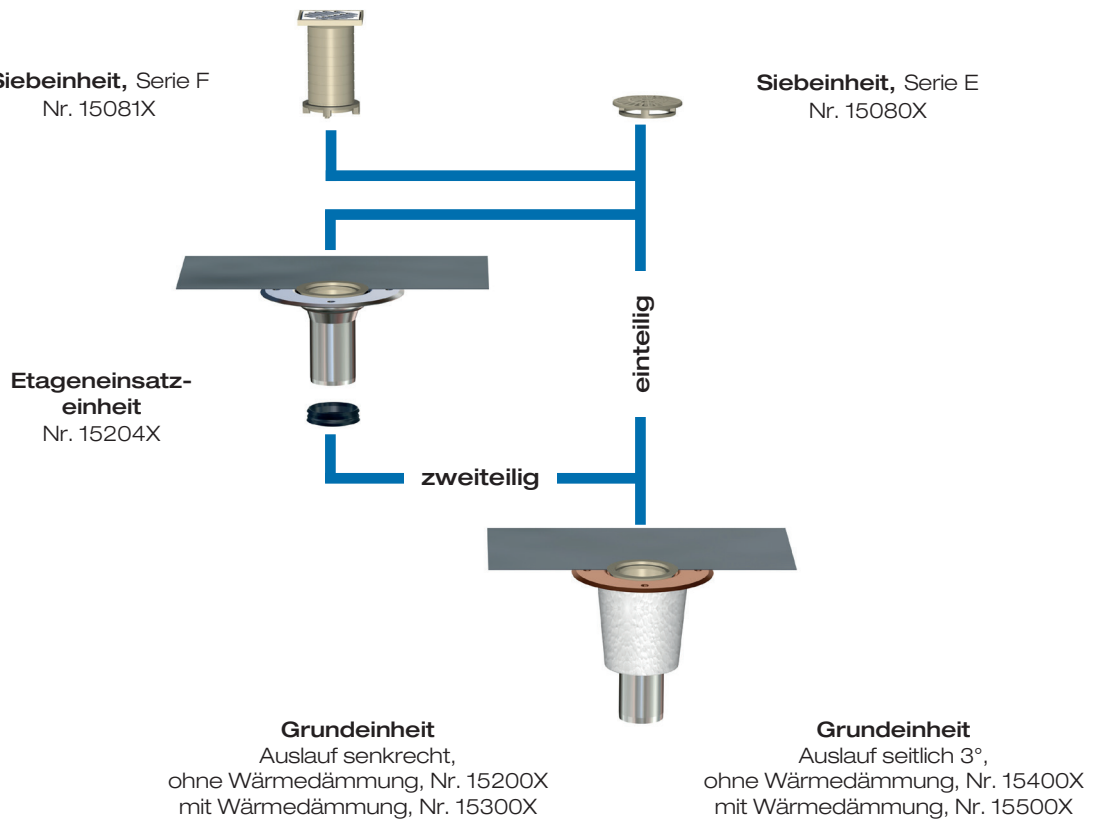 Siebeinheit, Serie F
Nr. 15081X
Siebeinheit, Serie E
Nr. 15080X
einteilig
Etageneinsatz-
einheit
Nr. 15204X
zweiteilig
Grundeinheit
Auslauf senkrecht,
ohne Wärmedämmung, Nr. 15200X
mit Wärmedämmung, Nr. 15300X
Grundeinheit
Auslauf seitlich 3°,
ohne Wärmedämmung, Nr. 15400X
mit Wärmedämmung, Nr. 15500X